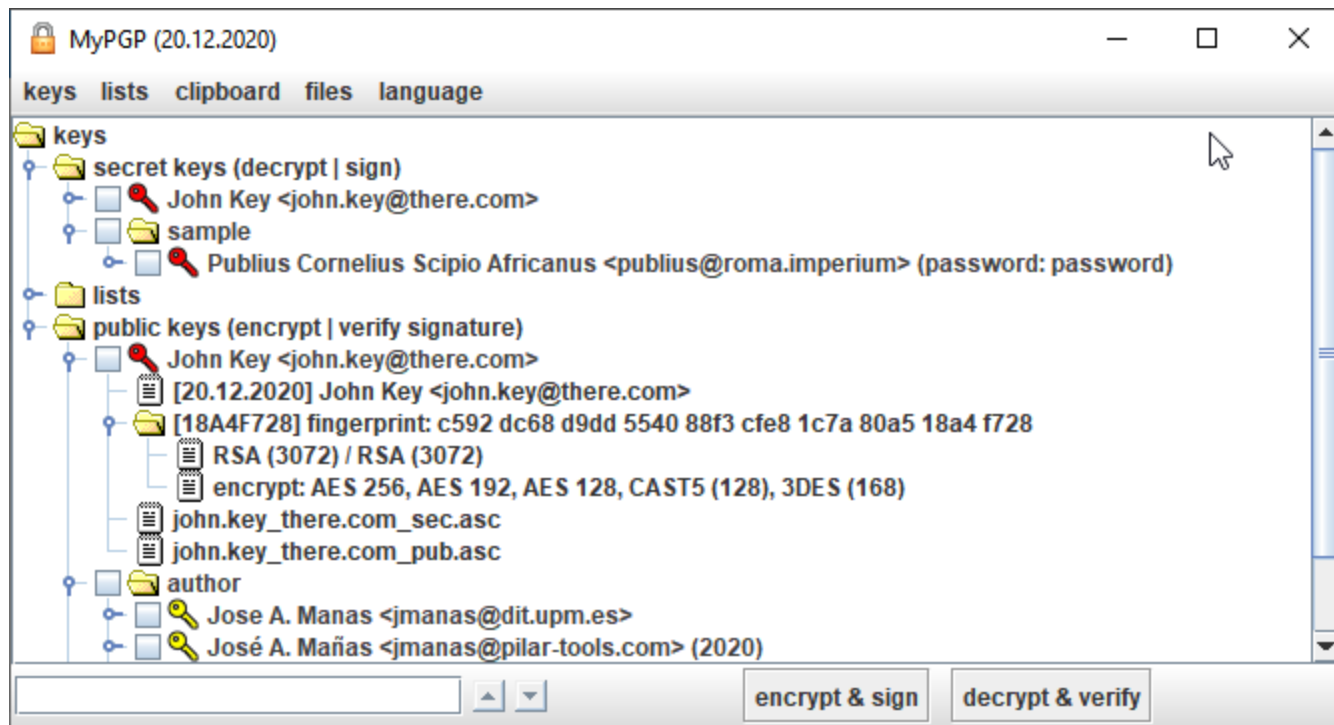 MyPGP (20.12.2020)
keys lists clipboard files language
keys
secret keys (decrypt | sign)
John Key <john.key@there.com>
sample
Publius Cornelius Scipio Africanus <publius@roma.imperium> (password: password)
lists
public keys (encrypt | verify signature)
John Key <john.key@there.com>
[20.12.2020] John Key <john.key@there.com>
[18A4F728] fingerprint: c592 dc68 d9dd 5540 88f3 cfe8 1c7a 80a5 18a4 f728
RSA (3072) / RSA (3072)
encrypt: AES 256, AES 192, AES 128, CAST5 (128), 3DES (168)
john.key_there.com_sec.asc
john.key_there.com_pub.asc
author
Jose A. Manas <jmanas@dit.upm.es>
José A. Mañas <jmanas@pilar-tools.com> (2020)
encrypt & sign decrypt & verify